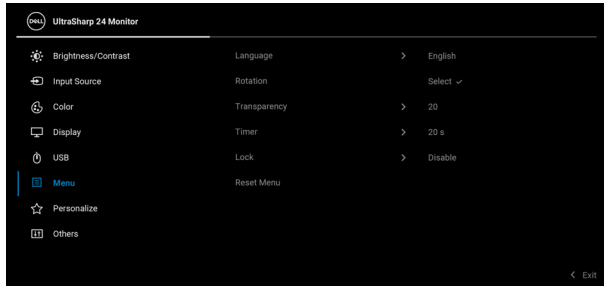 DELL UltraSharp 24 Monitor
Brightness/Contrast Language > English
Input Source Rotation Select ✓
Color Transparency > 20
Display Timer > 20 s
USB Lock > Disable
Menu Reset Menu
Personalize
Others
< Exit